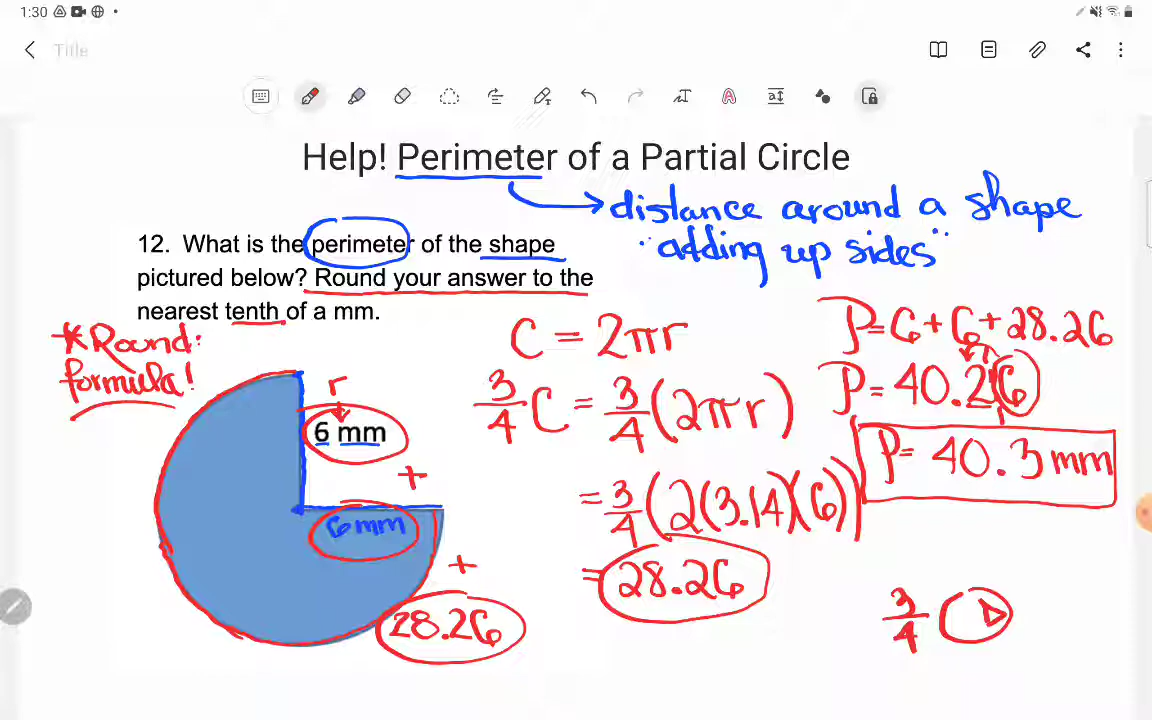 1:30
Title
Help! Perimeter of a Partial Circle
distance around a shape
"adding up sides"
12. What is the perimeter of the shape
pictured below? Round your answer to the
nearest tenth of a mm.
*Round:
formula!
r
6 mm
+
6mm
+
28.26
C = 2πr
3/4 C = 3/4 (2πr)
= 3/4 (2(3.14)(6))
= 28.26
P = 6 + 6 + 28.26
P = 40.26
P = 40.3 mm
3/4